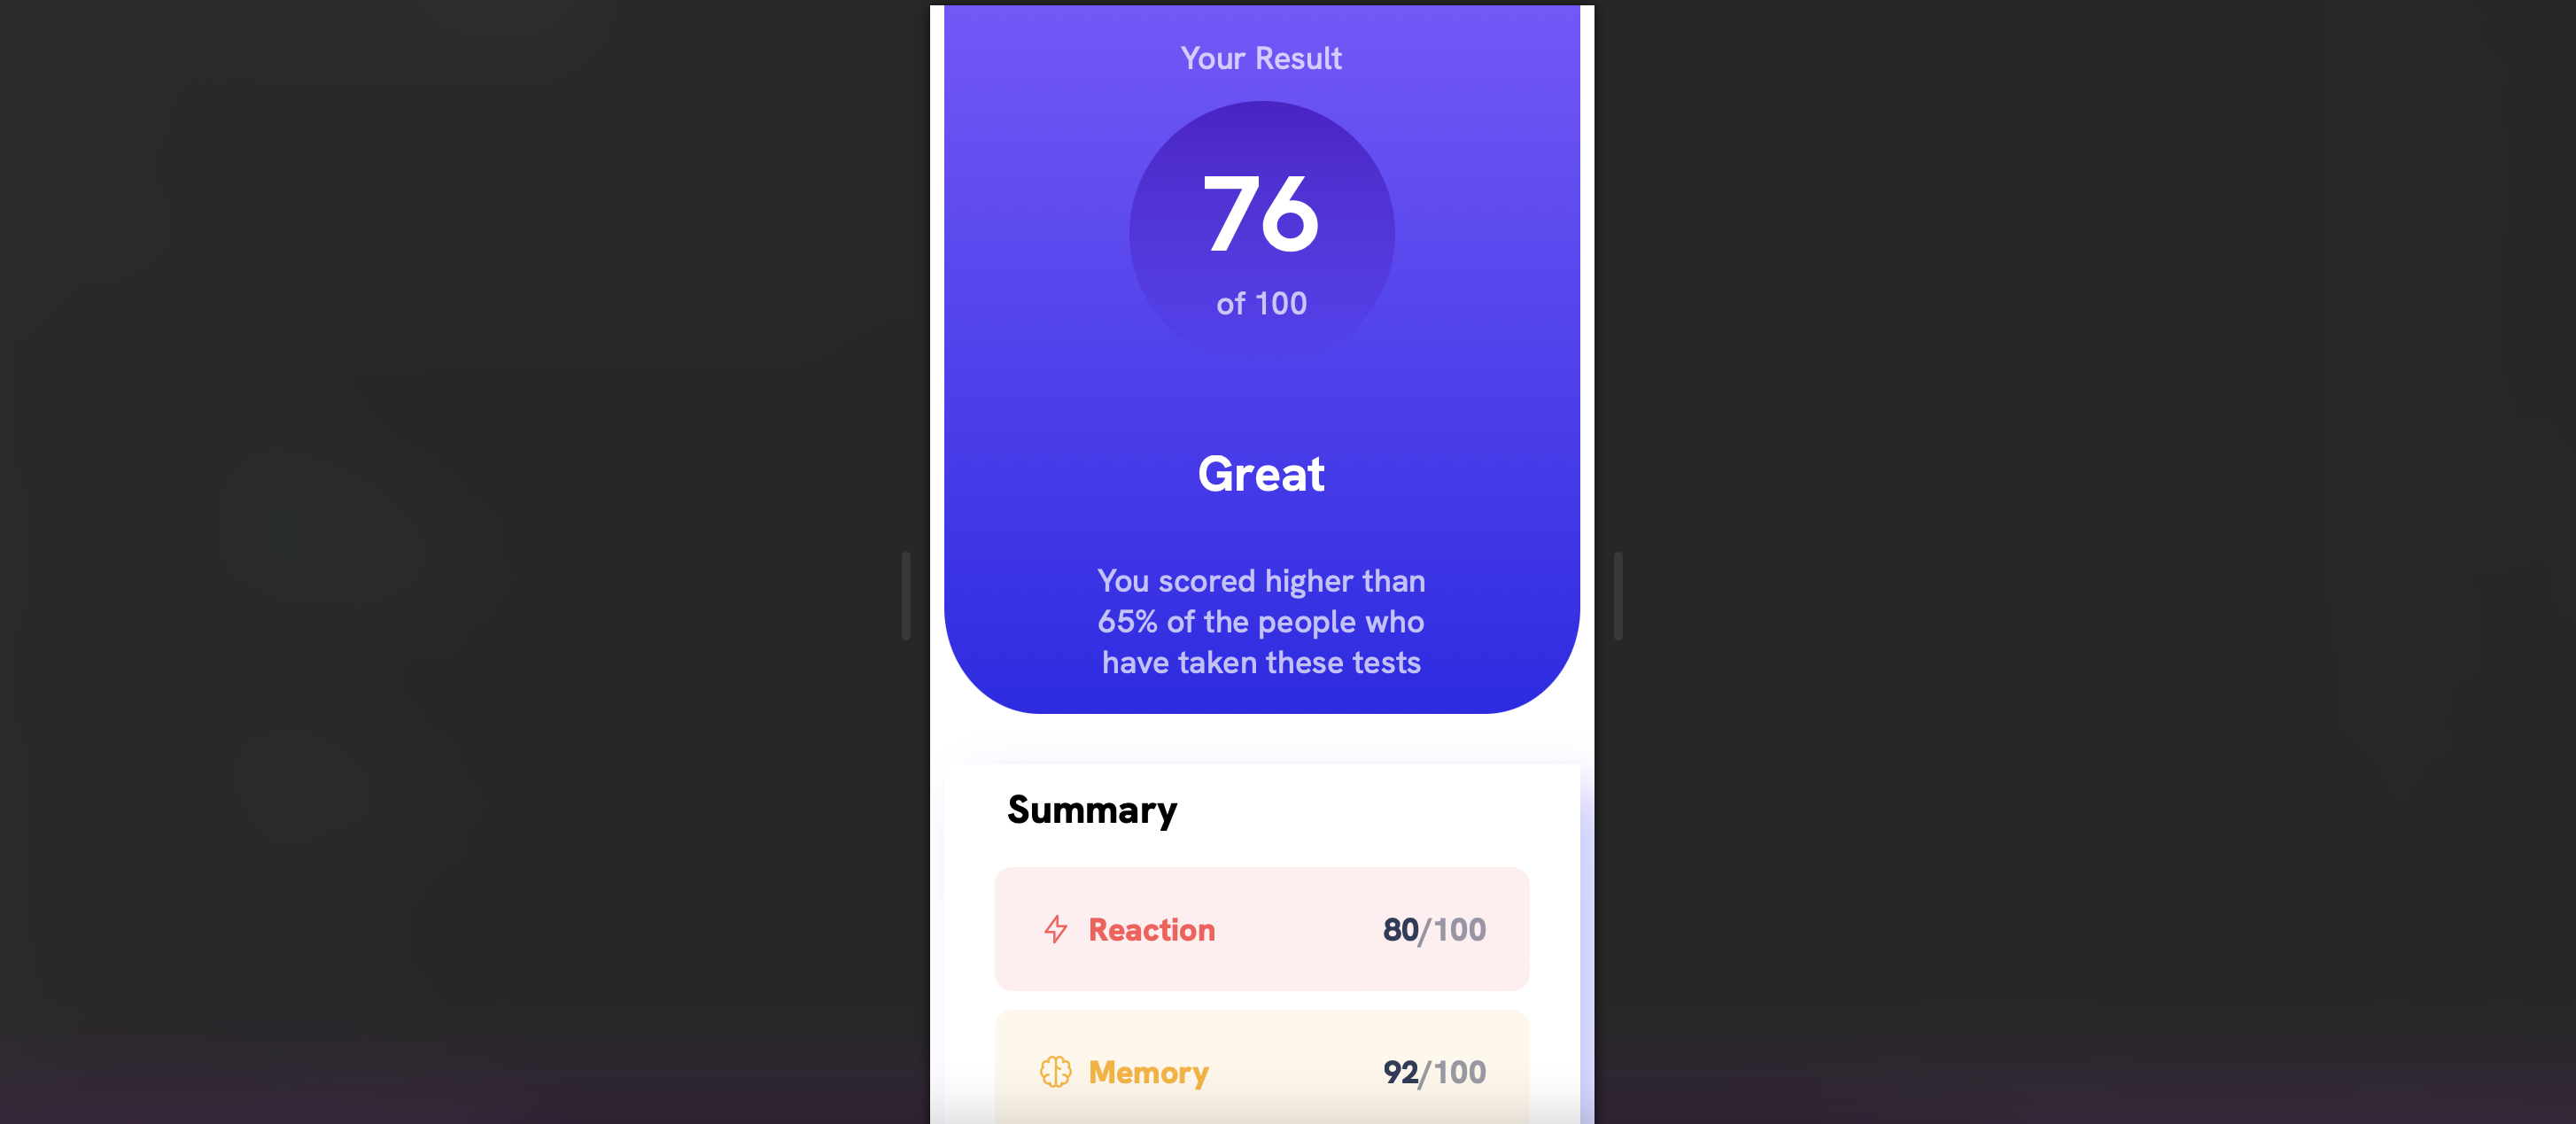 Your Result
76
of 100
Great
You scored higher than
65% of the people who
have taken these tests
Summary
Reaction 80/100
Memory 92/100